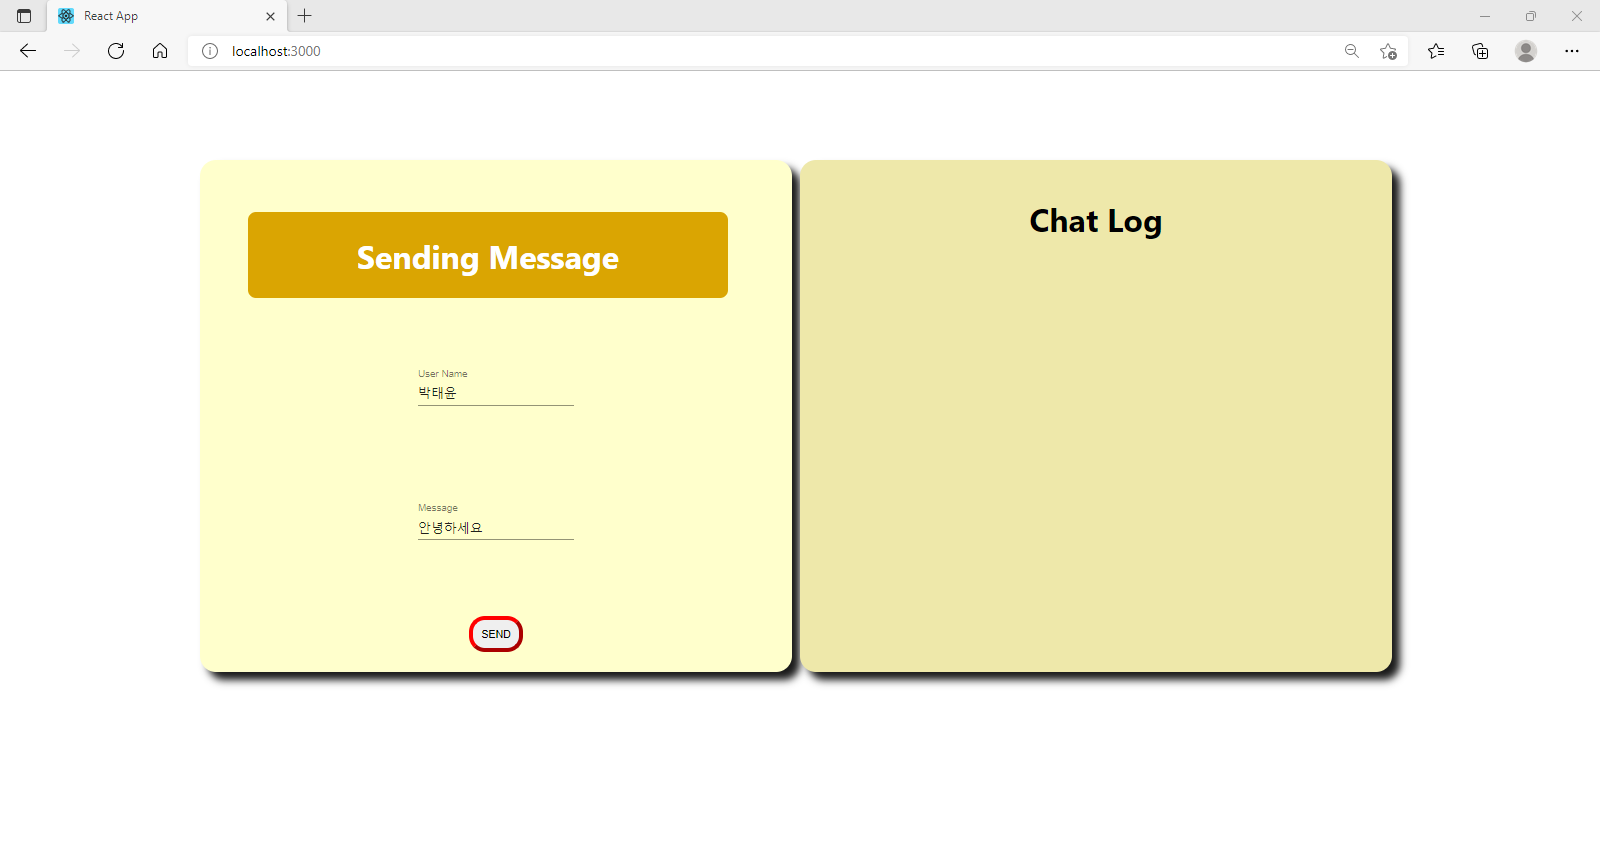 React App
localhost:3000
Sending Message
User Name
박태윤
Message
안녕하세요
SEND
Chat Log